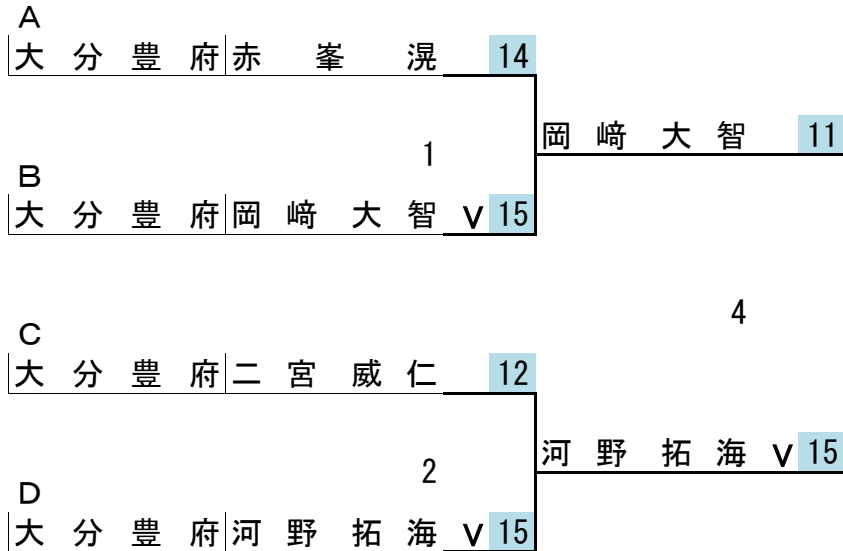 A
大分豊府 赤峯滉 14
岡﨑大智 11
1
B
大分豊府 岡﨑大智 V 15
4
C
大分豊府 二宮威仁 12
河野拓海 V 15
2
D
大分豊府 河野拓海 V 15